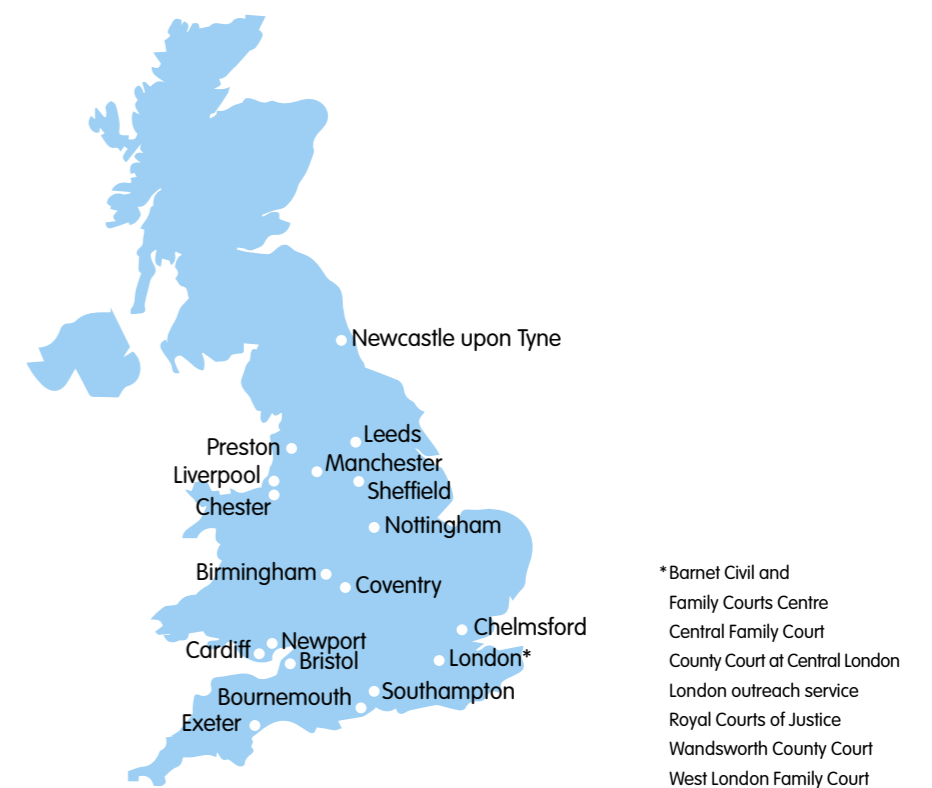 Newcastle upon Tyne
Leeds
Preston
Manchester
Liverpool
Sheffield
Chester
Nottingham
Birmingham
Coventry
Chelmsford
Newport
Cardiff
Bristol
London*
Southampton
Bournemouth
Exeter
*Barnet Civil and
Family Courts Centre
Central Family Court
County Court at Central London
London outreach service
Royal Courts of Justice
Wandsworth County Court
West London Family Court